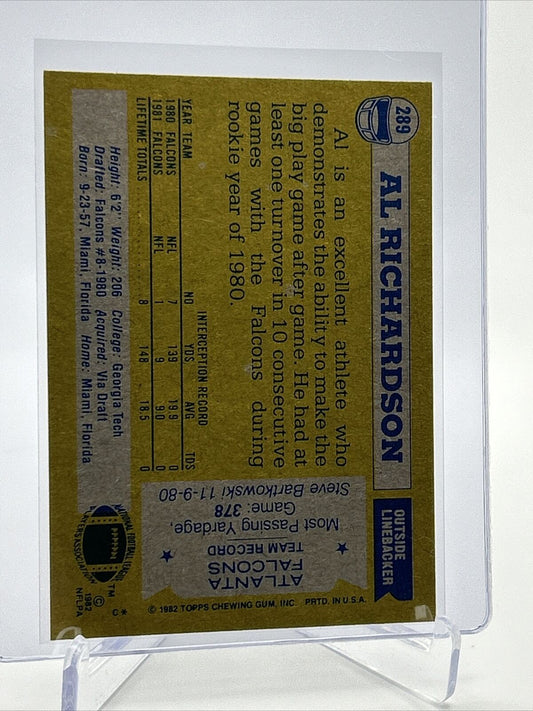 289
AL RICHARDSON
OUTSIDE
LINEBACKER
Al is an excellent athlete who
demonstrates the ability to make the
big play game after game. He had at
least one turnover in 10 consecutive
games with the Falcons during
rookie year of 1980.
INTERCEPTION RECORD
YEAR TEAM NO YDS AVG TDS
1980 FALCONS NFL 7 139 19.9 0
1981 FALCONS NFL 1 9 9.0 0
LIFETIME TOTALS 8 148 18.5 0
Height: 6'2" Weight: 206 College: Georgia Tech
Drafted: Falcons #8-1980 Acquired: Via Draft
Born: 9-23-57, Miami, Florida Home: Miami, Florida
ATLANTA
FALCONS
TEAM RECORD
Most Passing Yardage,
Game: 378
Steve Bartkowski 11-9-80
NATIONAL FOOTBALL LEAGUE
PLAYERS ASSOCIATION
TM
© 1982
NFLPA
C*
© 1982 TOPPS CHEWING GUM, INC. PRTD. IN U.S.A.